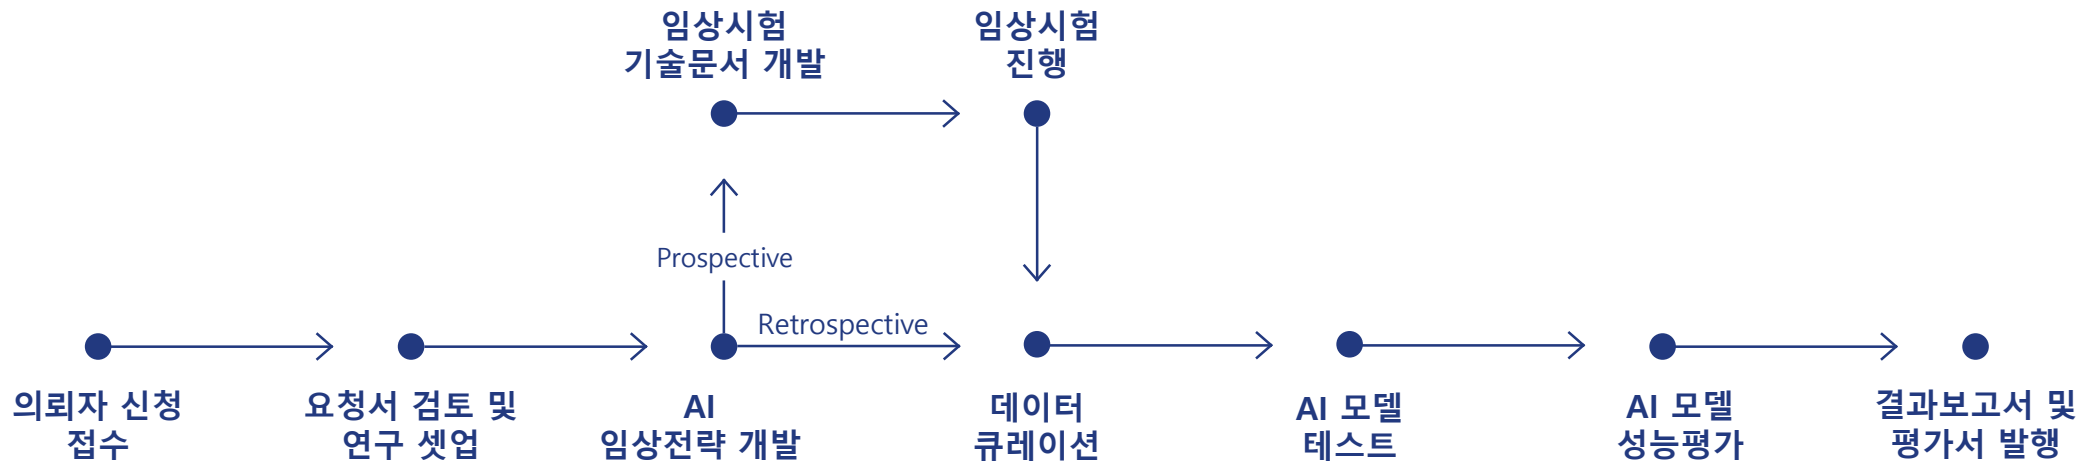 임상시험
기술문서 개발
임상시험
진행
Prospective
Retrospective
의뢰자 신청
접수
요청서 검토 및
연구 셋업
AI
임상전략 개발
데이터
큐레이션
AI 모델
테스트
AI 모델
성능평가
결과보고서 및
평가서 발행